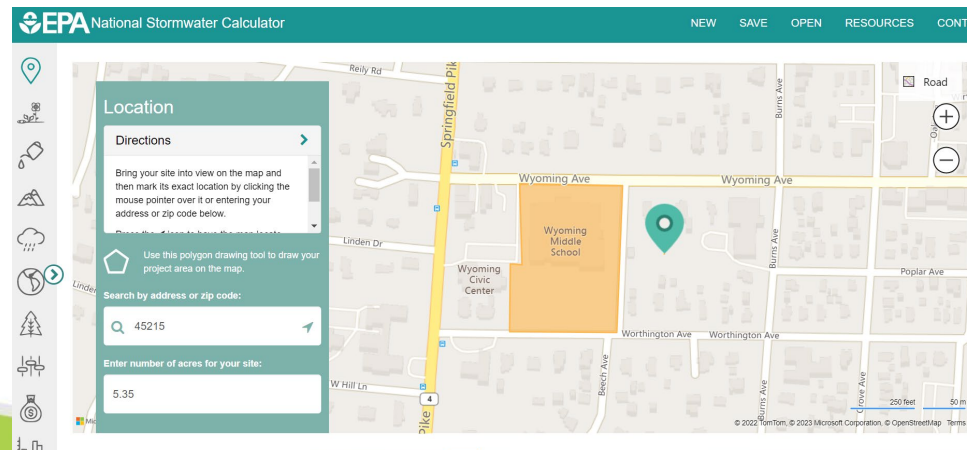 EPA National Stormwater Calculator
NEW SAVE OPEN RESOURCES CONT
Location
Directions
Bring your site into view on the map and
then mark its exact location by clicking the
mouse pointer over it or entering your
address or zip code below.
Use this polygon drawing tool to draw your
project area on the map.
Search by address or zip code:
45215
Enter number of acres for your site:
5.35
Reily Rd
Springfield Pik
Burns Ave
Road
Wyoming Ave
Wyoming Ave
Wyoming
Middle
School
Linden Dr
Linden
Wyoming
Civic
Center
Burns Ave
Poplar Ave
Worthington Ave
Worthington Ave
W Hill Ln
4
Pike
Beech Ave
Burns Ave
Grove Ave
250 feet
50 m
© 2022 TomTom, © 2023 Microsoft Corporation, © OpenStreetMap Terms